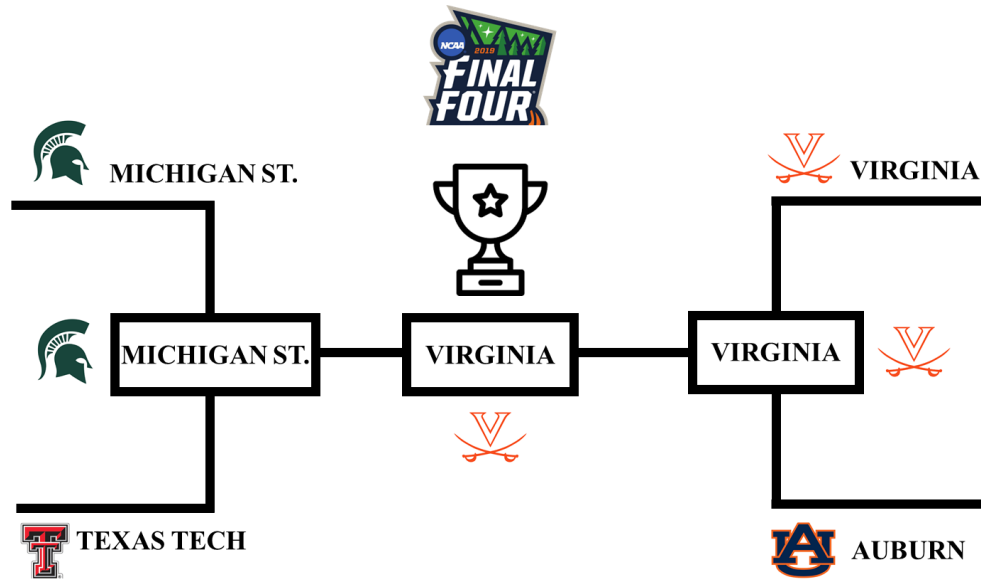 NCAA
2019
FINAL
FOUR
MICHIGAN ST.
VIRGINIA
MICHIGAN ST.
VIRGINIA
VIRGINIA
TEXAS TECH
AUBURN